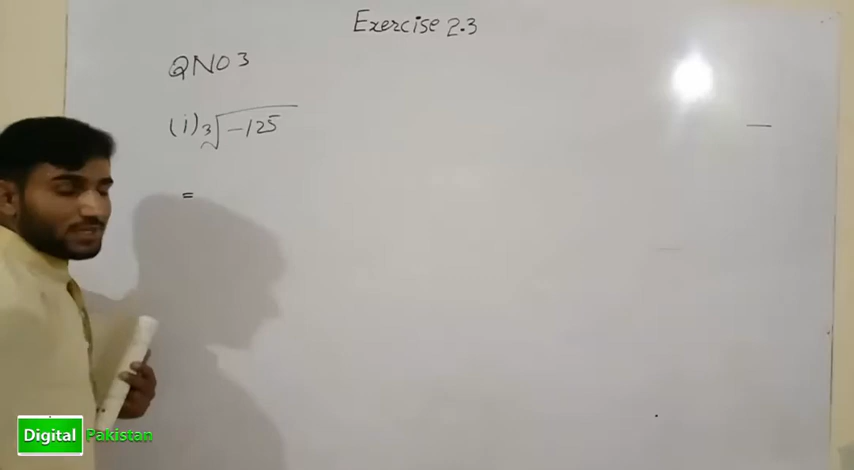 Exercise 2.3
QNO 3
(i) ∛-125
=
Digital Pakistan